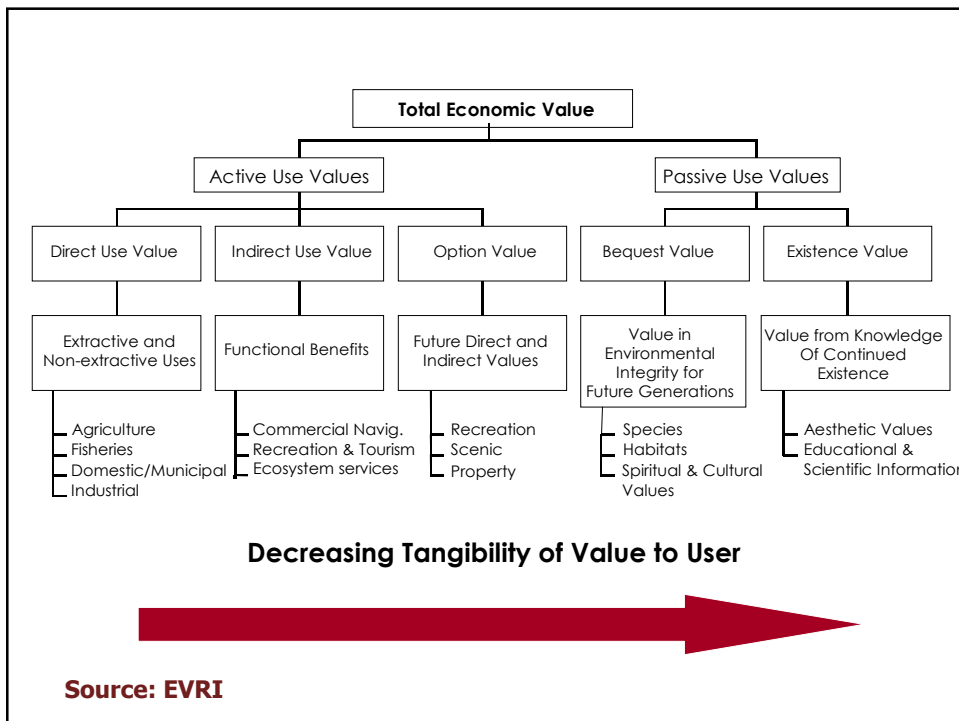 Total Economic Value
Active Use Values
Passive Use Values
Direct Use Value
Indirect Use Value
Option Value
Bequest Value
Existence Value
Extractive and
Non-extractive Uses
Functional Benefits
Future Direct and
Indirect Values
Value in
Environmental
Integrity for
Future Generations
Value from Knowledge
Of Continued
Existence
Agriculture
Fisheries
Domestic/Municipal
Industrial
Commercial Navig.
Recreation & Tourism
Ecosystem services
Recreation
Scenic
Property
Species
Habitats
Spiritual & Cultural
Values
Aesthetic Values
Educational &
Scientific Information
Decreasing Tangibility of Value to User
Source: EVRI